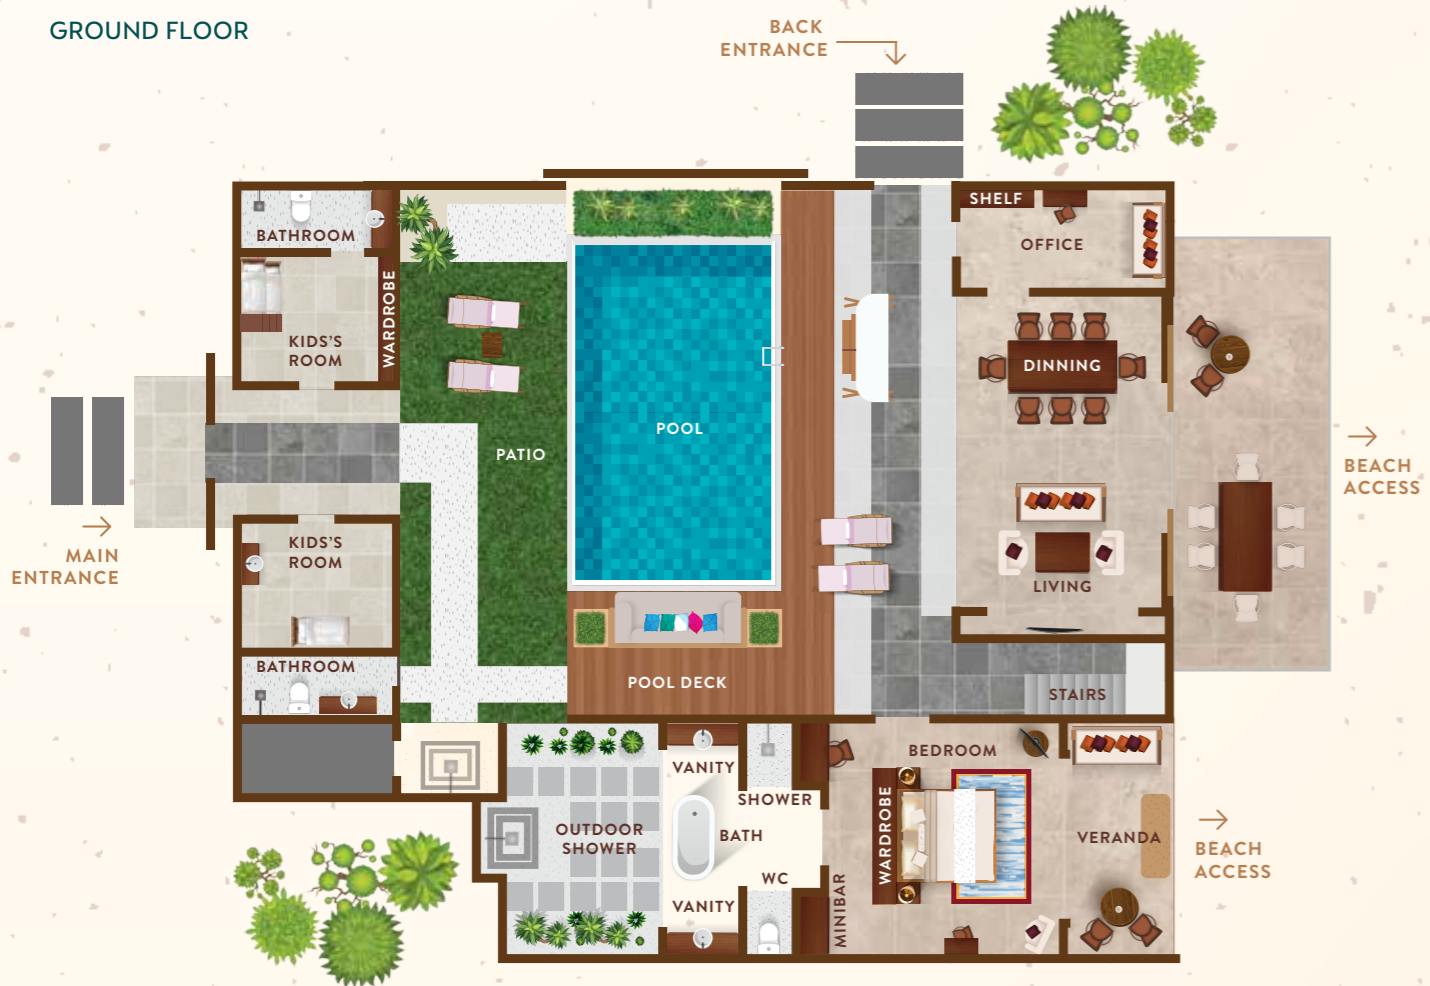 GROUND FLOOR
BACK
ENTRANCE
SHELF
BATHROOM
OFFICE
WARDROBE
KIDS'S
ROOM
DINNING
POOL
PATIO
BEACH
ACCESS
MAIN
ENTRANCE
KIDS'S
ROOM
LIVING
BATHROOM
POOL DECK
STAIRS
BEDROOM
VANITY
SHOWER
OUTDOOR
SHOWER
BATH
WARDROBE
VERANDA
BEACH
ACCESS
WC
VANITY
MINIBAR